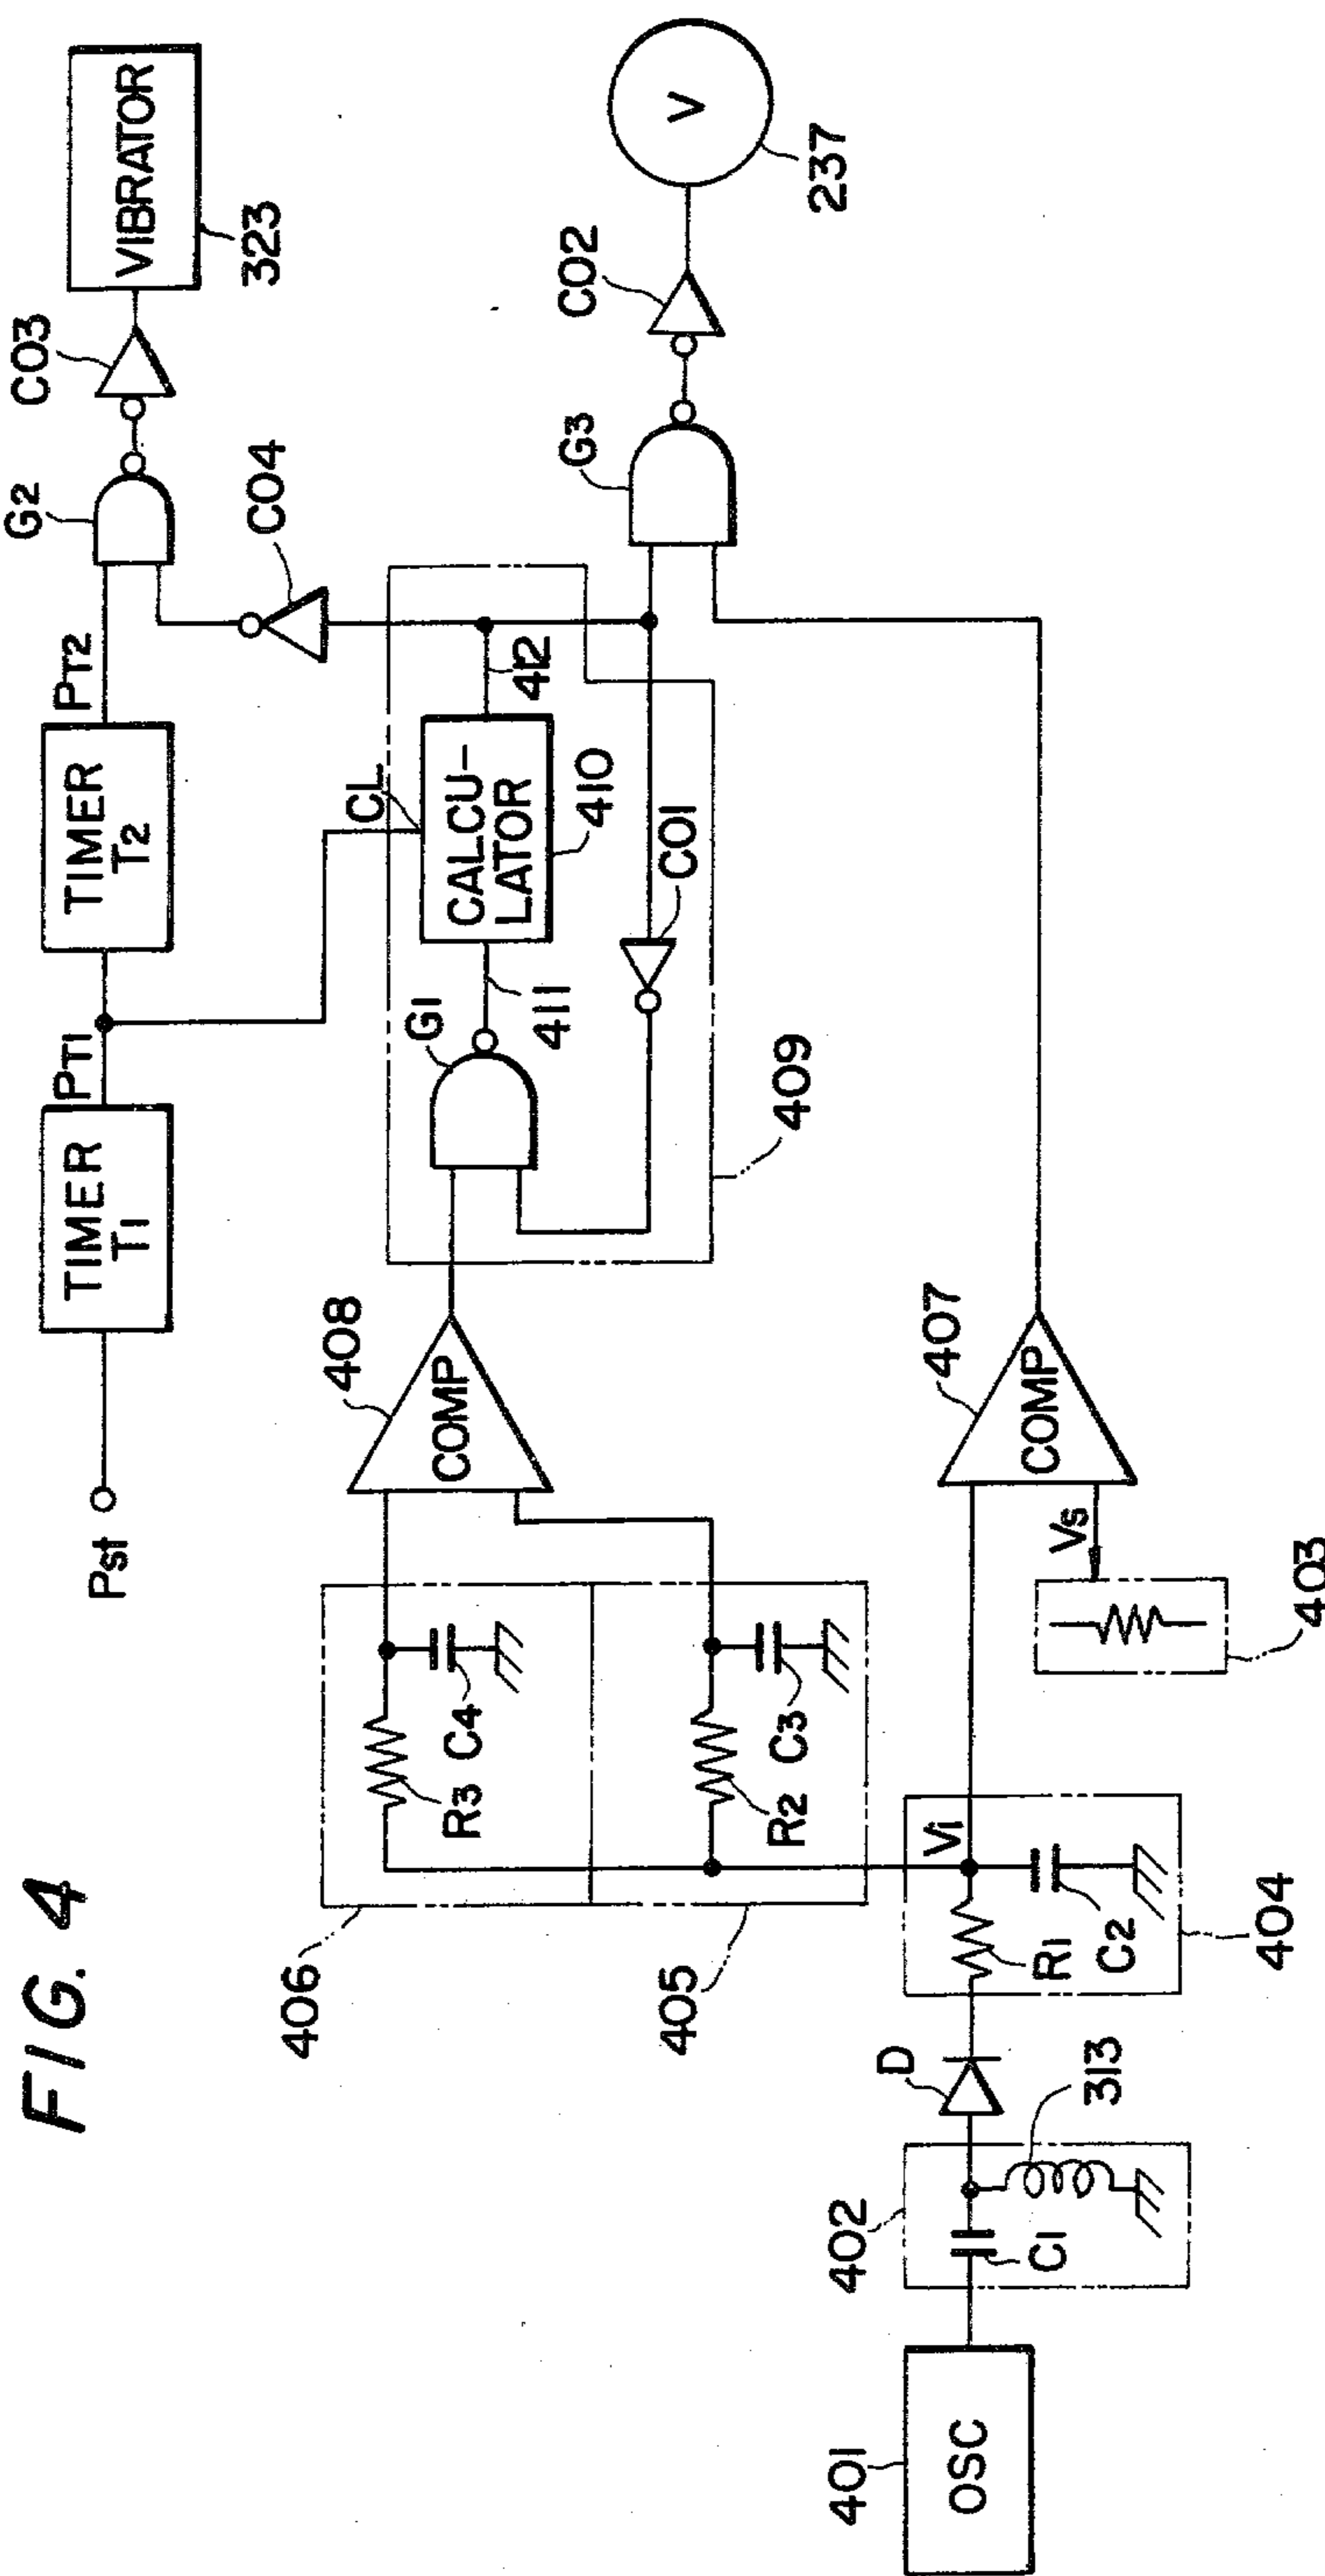 FIG. 4
Pst
TIMER
T1
PT1
TIMER
T2
PT2
G2
CO3
VIBRATOR
323
CO4
CL
406
R3
C4
408
COMP
G1
411
CALCU-
LATOR
410
412
CO1
409
405
R2
C3
G3
CO2
V
237
401
OSC
402
C1
313
D
404
R1
C2
Vi
407
COMP
Vs
403